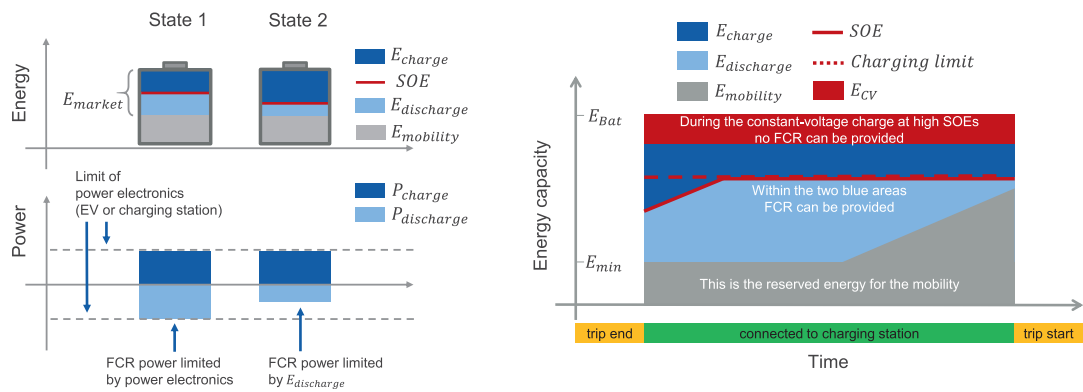 State 1
State 2
Energy
E_market
E_charge
SOE
E_discharge
E_mobility
Limit of
power electronics
(EV or charging station)
Power
P_charge
P_discharge
FCR power limited
by power electronics
FCR power limited
by E_discharge
E_charge
E_discharge
E_mobility
SOE
Charging limit
E_CV
Energy capacity
E_Bat
E_min
During the constant-voltage charge at high SOEs
no FCR can be provided
Within the two blue areas
FCR can be provided
This is the reserved energy for the mobility
trip end
connected to charging station
trip start
Time